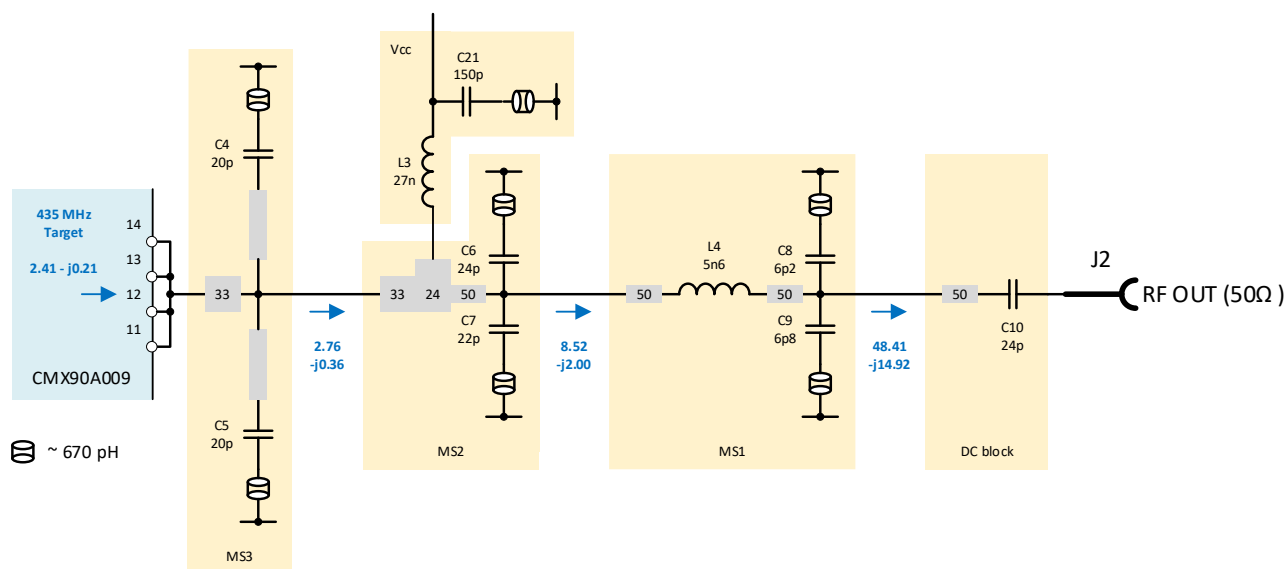 435 MHz
Target
2.41 - j0.21
14
13
12
11
CMX90A009
~ 670 pH
C4
20p
33
C5
20p
MS3
2.76
-j0.36
Vcc
C21
150p
L3
27n
33
24
50
C6
24p
C7
22p
MS2
8.52
-j2.00
50
L4
5n6
50
C8
6p2
C9
6p8
MS1
48.41
-j14.92
50
C10
24p
DC block
J2
RF OUT (50Ω )